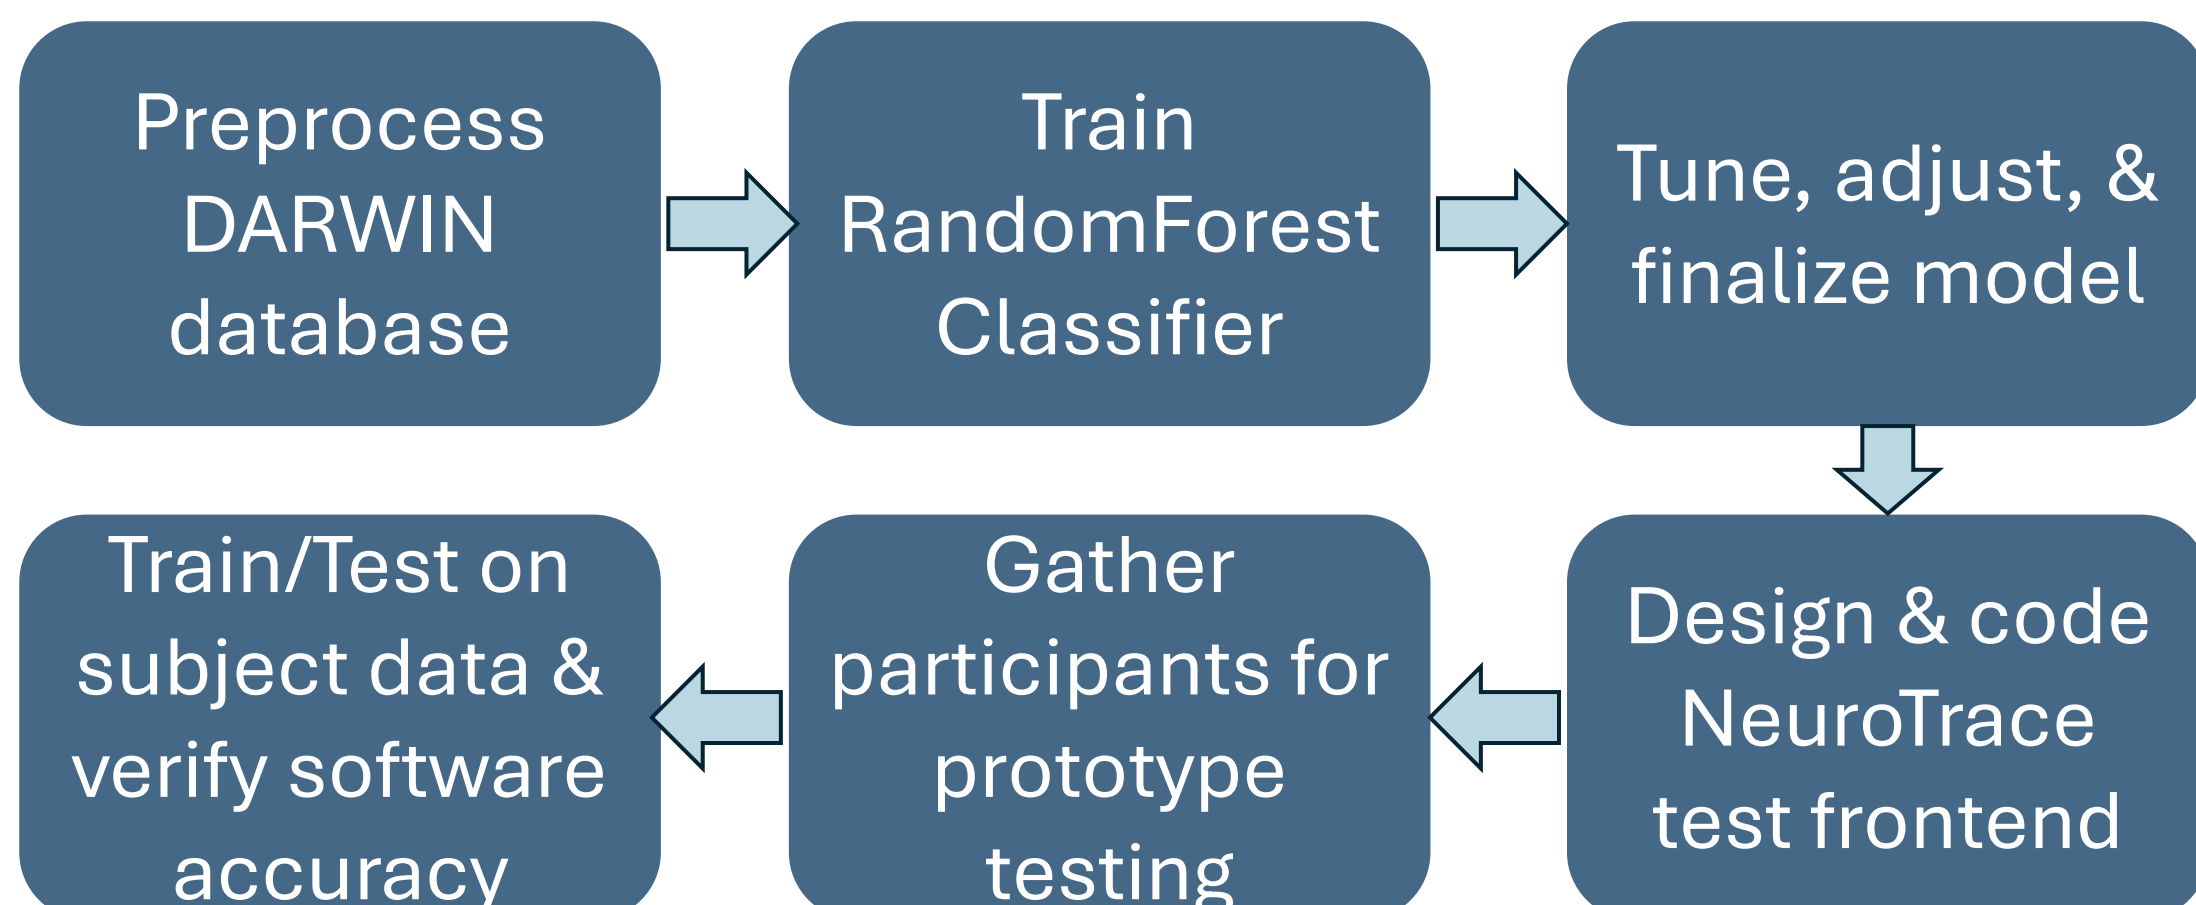 Preprocess
DARWIN
database
Train
RandomForest
Classifier
Tune, adjust, &
finalize model
Design & code
NeuroTrace
test frontend
Gather
participants for
prototype
testing
Train/Test on
subject data &
verify software
accuracy